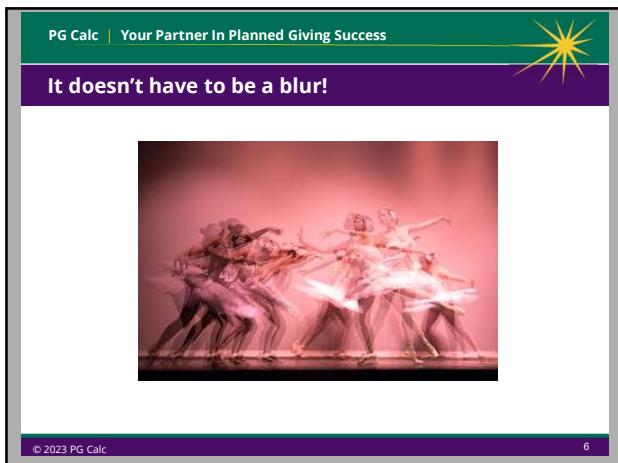 PG Calc | Your Partner In Planned Giving Success
It doesn’t have to be a blur!
© 2023 PG Calc
6